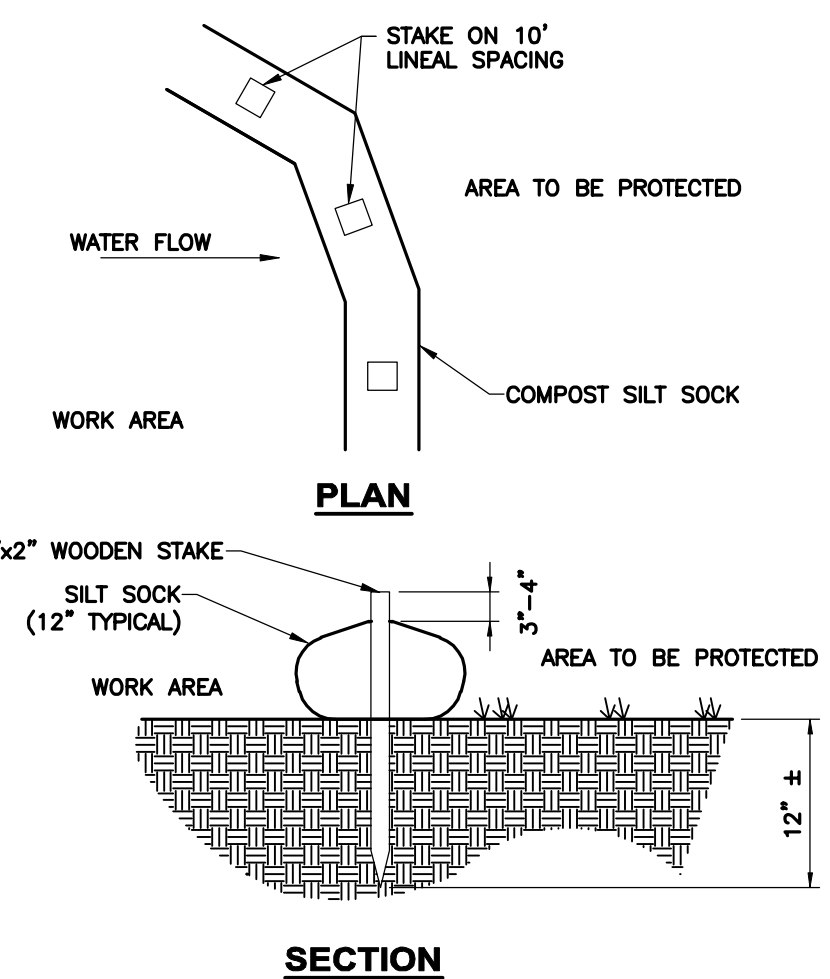 STAKE ON 10'
LINEAL SPACING
AREA TO BE PROTECTED
WATER FLOW
COMPOST SILT SOCK
WORK AREA
PLAN
"x2" WOODEN STAKE
SILT SOCK
(12" TYPICAL)
3"-4"
AREA TO BE PROTECTED
WORK AREA
12" ±
SECTION